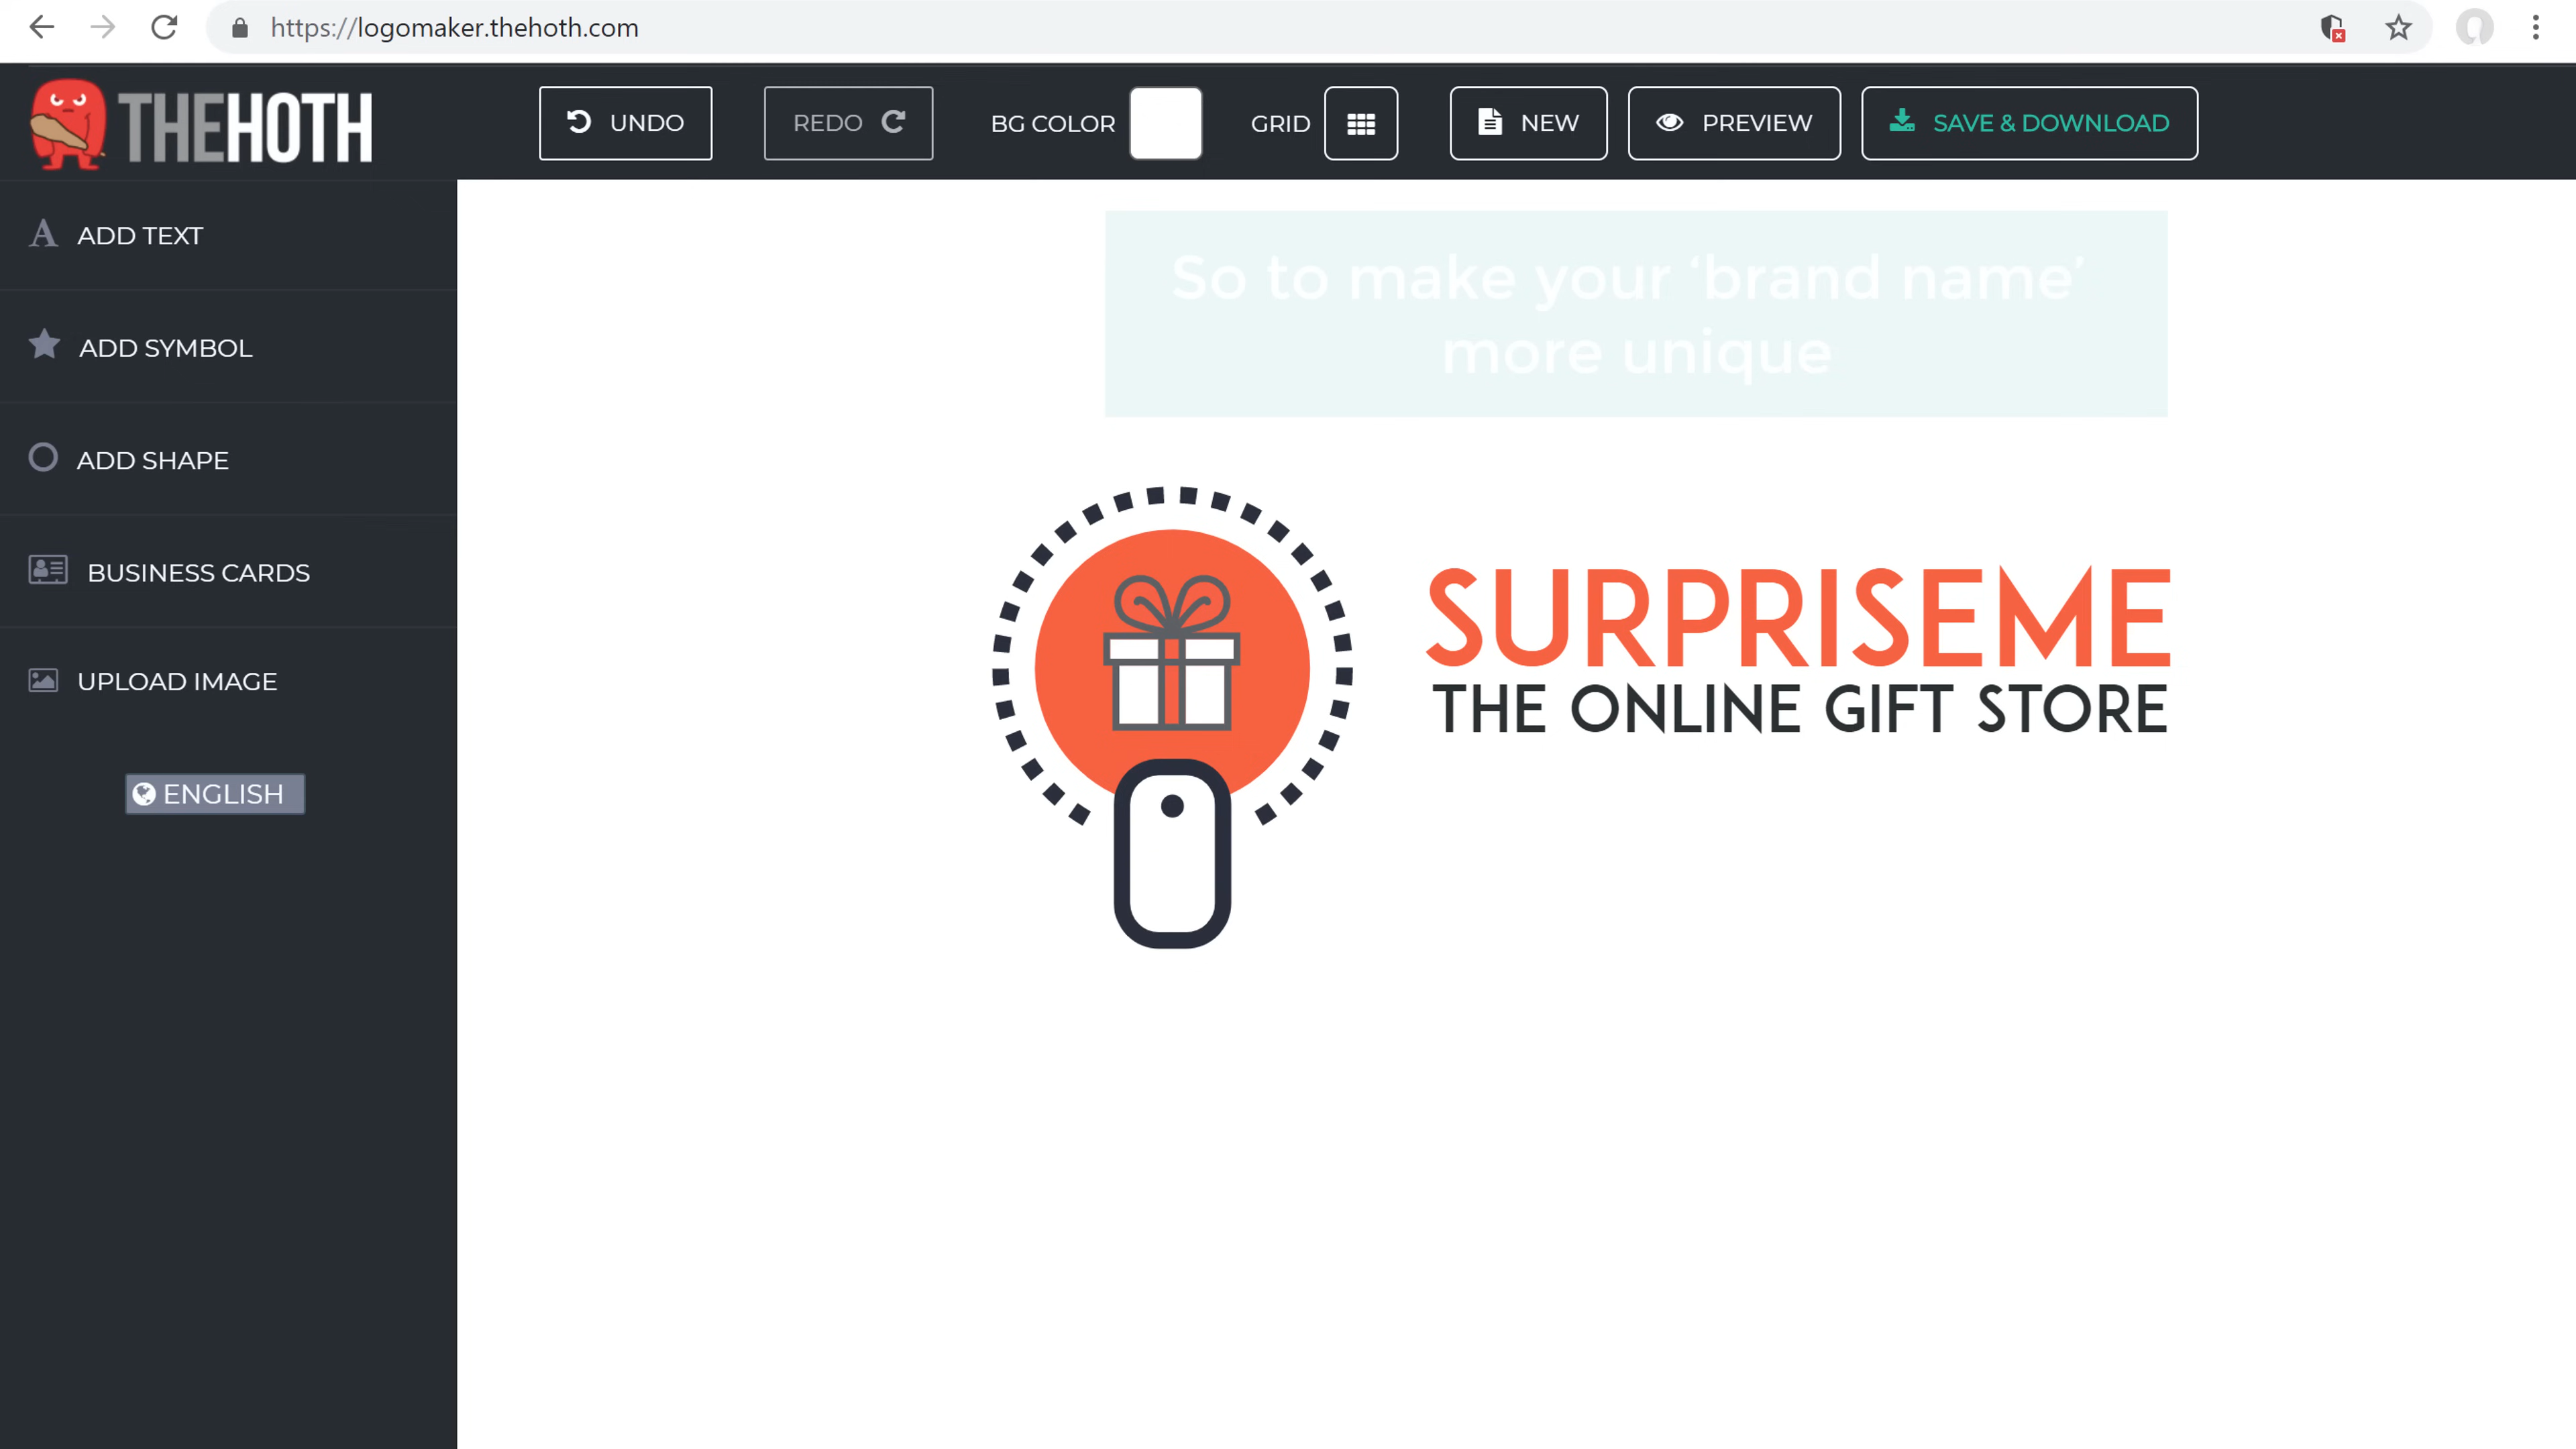 https://logomaker.thehoth.com
THEHOTH
UNDO
REDO
BG COLOR
GRID
NEW
PREVIEW
SAVE & DOWNLOAD
ADD TEXT
ADD SYMBOL
ADD SHAPE
BUSINESS CARDS
UPLOAD IMAGE
ENGLISH
So to make your ‘brand name’
more unique
SURPRISEME
THE ONLINE GIFT STORE